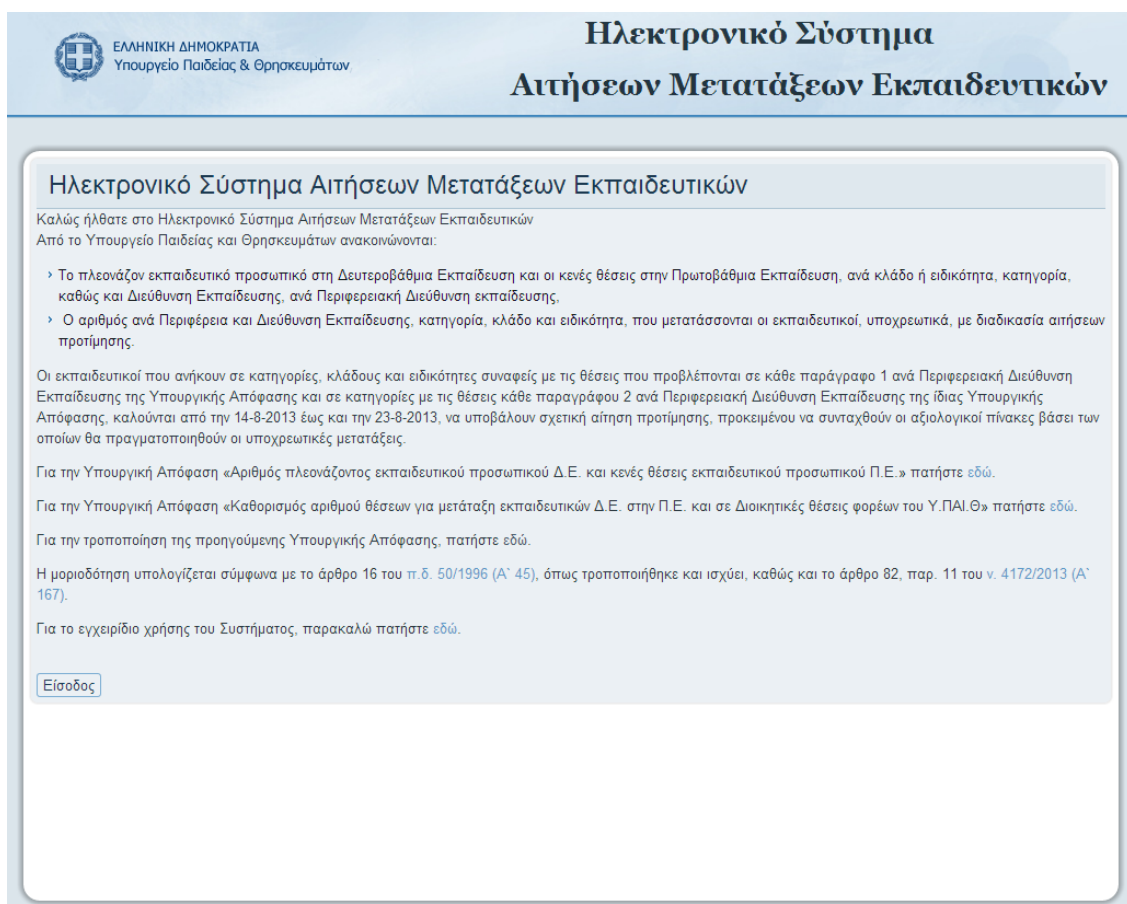 ΕΛΛΗΝΙΚΗ ΔΗΜΟΚΡΑΤΙΑ
Υπουργείο Παιδείας & Θρησκευμάτων
Ηλεκτρονικό Σύστημα
Αιτήσεων Μετατάξεων Εκπαιδευτικών
Ηλεκτρονικό Σύστημα Αιτήσεων Μετατάξεων Εκπαιδευτικών
Καλώς ήλθατε στο Ηλεκτρονικό Σύστημα Αιτήσεων Μετατάξεων Εκπαιδευτικών
Από το Υπουργείο Παιδείας και Θρησκευμάτων ανακοινώνονται:
› Το πλεονάζον εκπαιδευτικό προσωπικό στη Δευτεροβάθμια Εκπαίδευση και οι κενές θέσεις στην Πρωτοβάθμια Εκπαίδευση, ανά κλάδο ή ειδικότητα, κατηγορία,
καθώς και Διεύθυνση Εκπαίδευσης, ανά Περιφερειακή Διεύθυνση εκπαίδευσης,
› Ο αριθμός ανά Περιφέρεια και Διεύθυνση Εκπαίδευσης, κατηγορία, κλάδο και ειδικότητα, που μετατάσσονται οι εκπαιδευτικοί, υποχρεωτικά, με διαδικασία αιτήσεων
προτίμησης.
Οι εκπαιδευτικοί που ανήκουν σε κατηγορίες, κλάδους και ειδικότητες συναφείς με τις θέσεις που προβλέπονται σε κάθε παράγραφο 1 ανά Περιφερειακή Διεύθυνση
Εκπαίδευσης της Υπουργικής Απόφασης και σε κατηγορίες με τις θέσεις κάθε παραγράφου 2 ανά Περιφερειακή Διεύθυνση Εκπαίδευσης της ίδιας Υπουργικής
Απόφασης, καλούνται από την 14-8-2013 έως και την 23-8-2013, να υποβάλουν σχετική αίτηση προτίμησης, προκειμένου να συνταχθούν οι αξιολογικοί πίνακες βάσει των
οποίων θα πραγματοποιηθούν οι υποχρεωτικές μετατάξεις.
Για την Υπουργική Απόφαση «Αριθμός πλεονάζοντος εκπαιδευτικού προσωπικού Δ.Ε. και κενές θέσεις εκπαιδευτικού προσωπικού Π.Ε.» πατήστε εδώ.
Για την Υπουργική Απόφαση «Καθορισμός αριθμού θέσεων για μετάταξη εκπαιδευτικών Δ.Ε. στην Π.Ε. και σε Διοικητικές θέσεις φορέων του Υ.ΠΑΙ.Θ» πατήστε εδώ.
Για την τροποποίηση της προηγούμενης Υπουργικής Απόφασης, πατήστε εδώ.
Η μοριοδότηση υπολογίζεται σύμφωνα με το άρθρο 16 του π.δ. 50/1996 (Α` 45), όπως τροποποιήθηκε και ισχύει, καθώς και το άρθρο 82, παρ. 11 του ν. 4172/2013 (Α`
167).
Για το εγχειρίδιο χρήσης του Συστήματος, παρακαλώ πατήστε εδώ.
Είσοδος